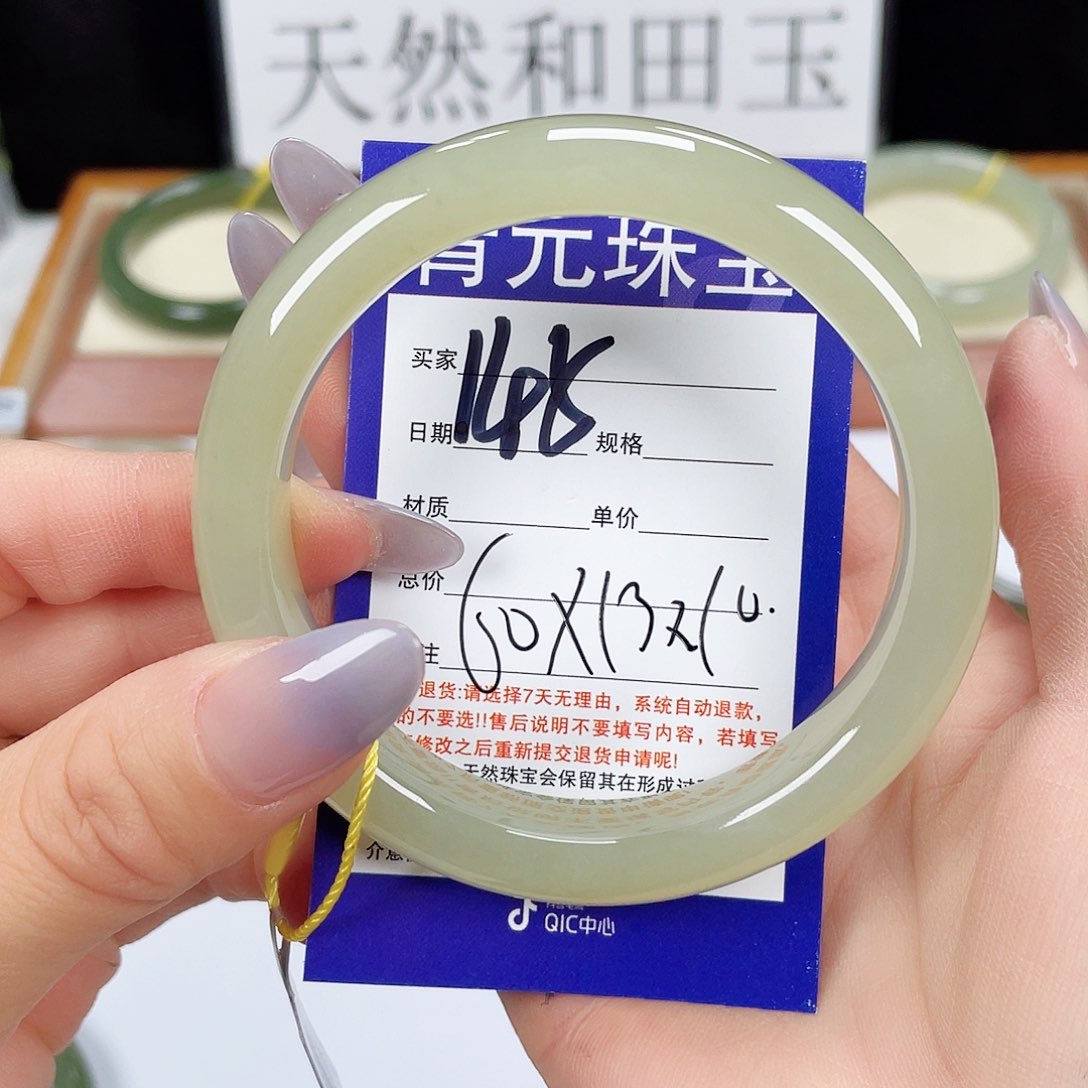 天然和田玉
元珠宝
买家
日期 规格
材质 单价
总价
60X13X10.
注
退货:请选择7天无理由，系统自动退款，
的不要选!!售后说明不要填写内容，若填写
修改之后重新提交退货申请呢!
天然珠宝会保留其在形成过
QIC中心